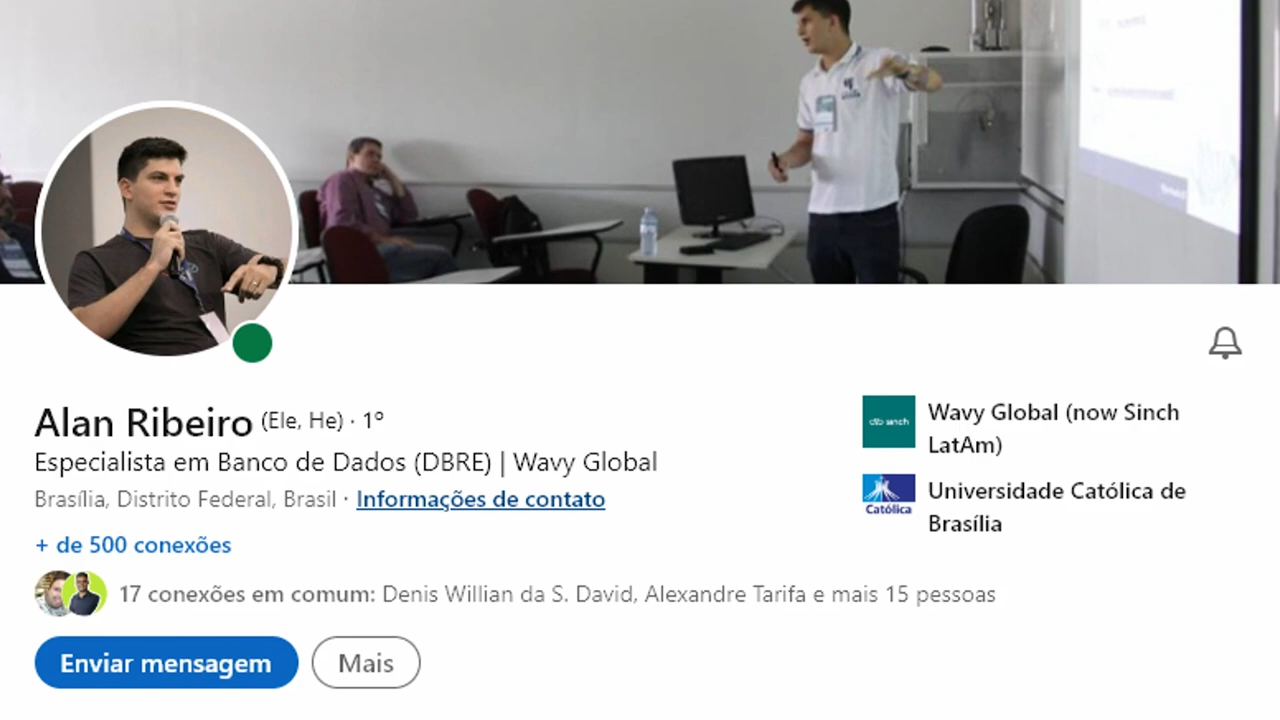 Alan Ribeiro (Ele, He) · 1º
Especialista em Banco de Dados (DBRE) | Wavy Global
Brasília, Distrito Federal, Brasil · Informações de contato
+ de 500 conexões
17 conexões em comum: Denis Willian da S. David, Alexandre Tarifa e mais 15 pessoas
Enviar mensagem
Mais
sinch
Wavy Global (now Sinch
LatAm)
Católica
Universidade Católica de
Brasília